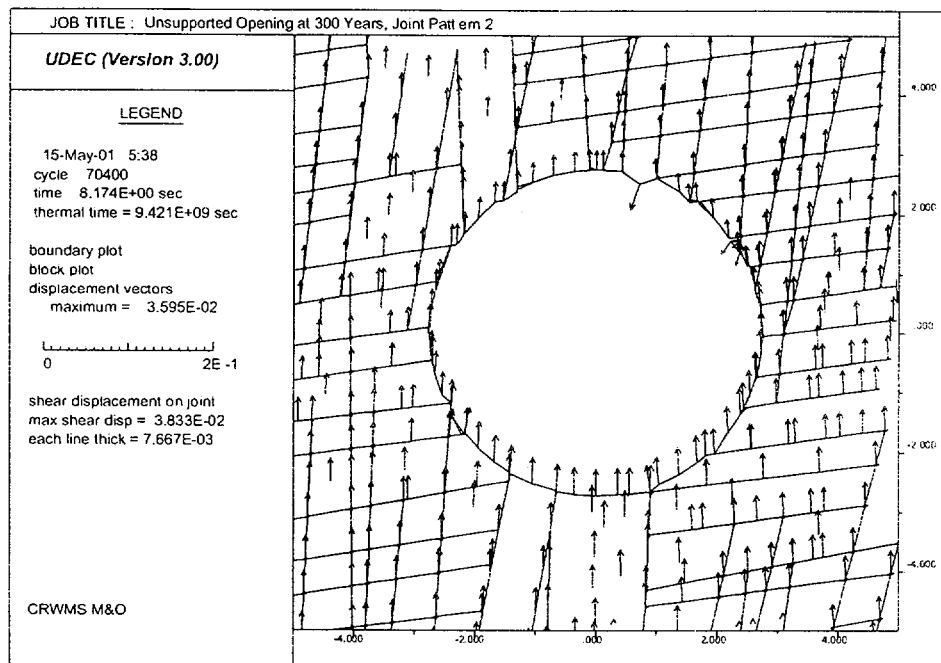 JOB TITLE : Unsupported Opening at 300 Years, Joint Pattern 2
UDEC (Version 3.00)
LEGEND
15-May-01 5:38
cycle 70400
time 8.174E+00 sec
thermal time = 9.421E+09 sec
boundary plot
block plot
displacement vectors
maximum = 3.595E-02
0 2E -1
shear displacement on joint
max shear disp = 3.833E-02
each line thick = 7.667E-03
CRWMS M&O
4.000
2.000
.000
-2.000
-4.000
-4.000 -2.000 .000 2.000 4.000